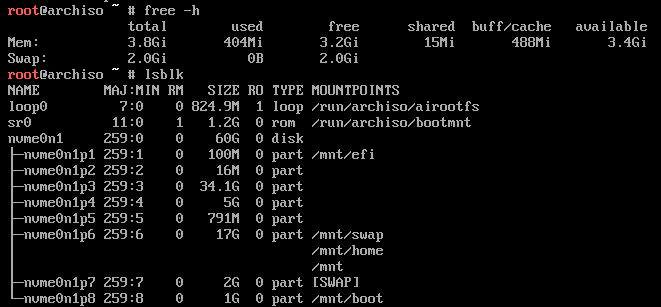 root@archiso ~ # free -h
total used free shared buff/cache available
Mem: 3.8Gi 404Mi 3.2Gi 15Mi 488Mi 3.4Gi
Swap: 2.0Gi 0B 2.0Gi
root@archiso ~ # lsblk
NAME MAJ:MIN RM SIZE RO TYPE MOUNTPOINTS
loop0 7:0 0 824.9M 1 loop /run/archiso/airootfs
sr0 11:0 1 1.2G 0 rom /run/archiso/bootmnt
nvme0n1 259:0 0 60G 0 disk
├─nvme0n1p1 259:1 0 100M 0 part /mnt/efi
├─nvme0n1p2 259:2 0 16M 0 part
├─nvme0n1p3 259:3 0 34.1G 0 part
├─nvme0n1p4 259:4 0 5G 0 part
├─nvme0n1p5 259:5 0 791M 0 part
├─nvme0n1p6 259:6 0 17G 0 part /mnt/swap
│ /mnt/home
│ /mnt
├─nvme0n1p7 259:7 0 2G 0 part [SWAP]
└─nvme0n1p8 259:8 0 1G 0 part /mnt/boot